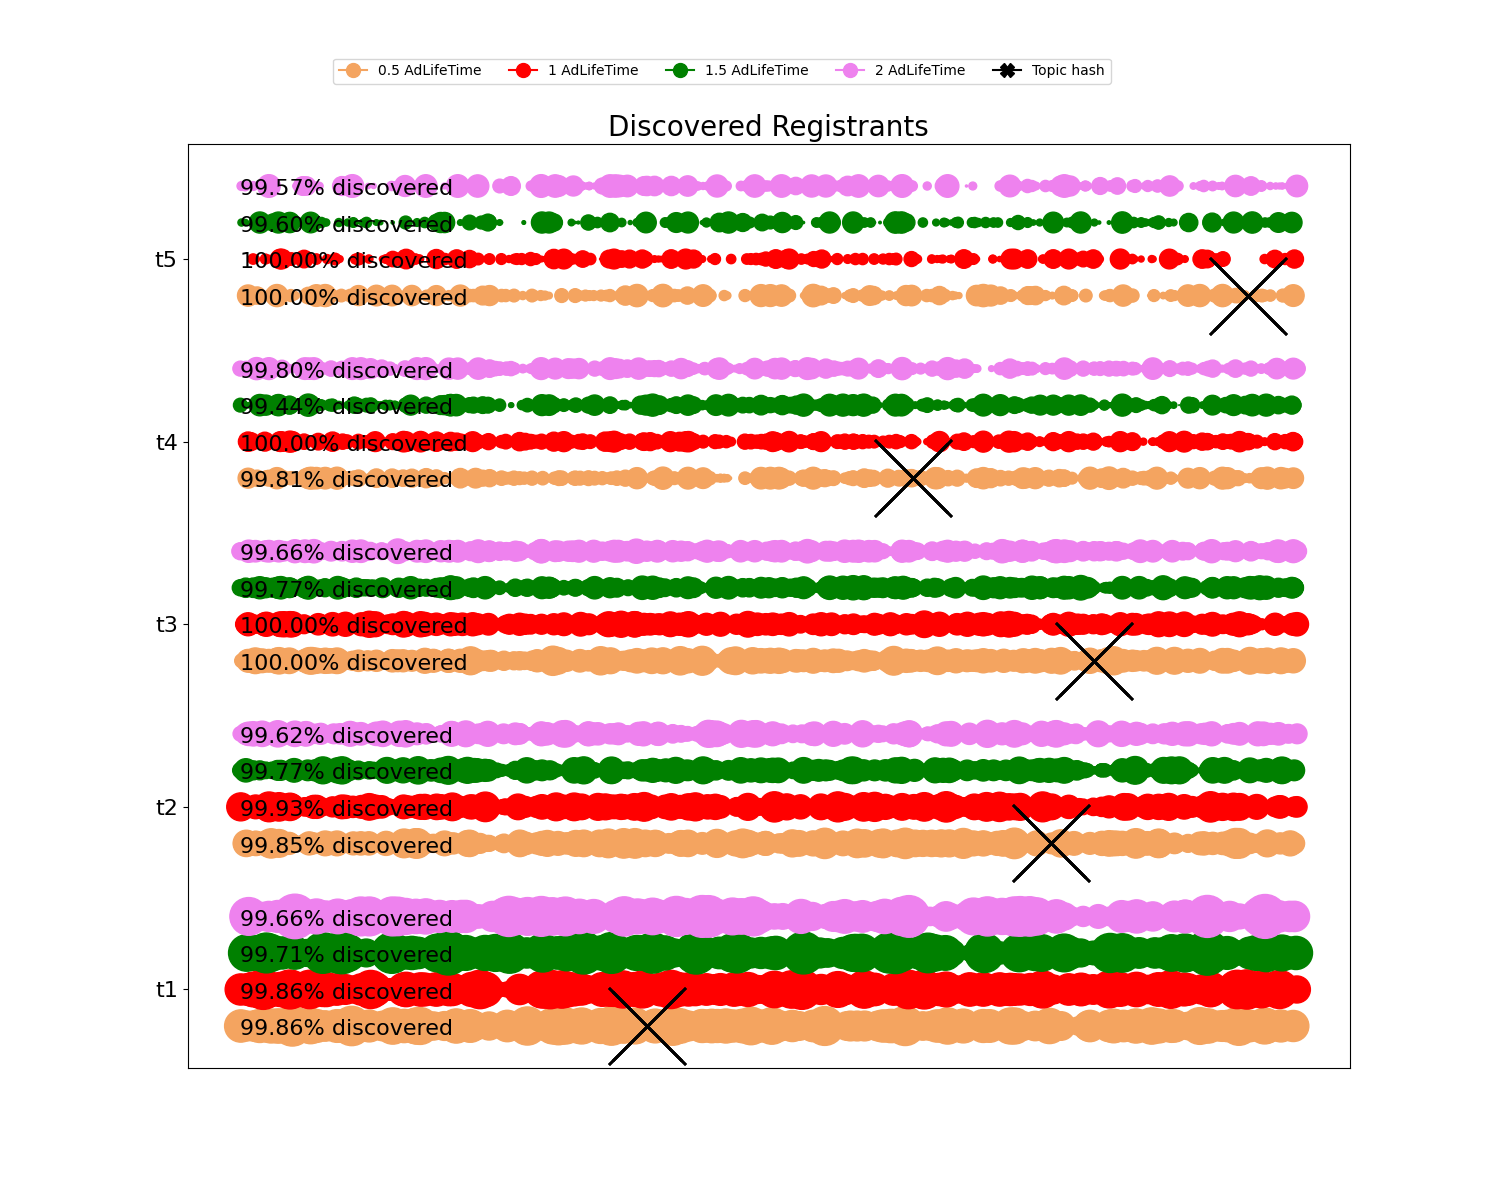 0.5 AdLifeTime 1 AdLifeTime 1.5 AdLifeTime 2 AdLifeTime Topic hash
Discovered Registrants
99.57% discovered
99.60% discovered
t5
100.00% discovered
100.00% discovered
99.80% discovered
99.44% discovered
t4
100.00% discovered
99.81% discovered
99.66% discovered
99.77% discovered
t3
100.00% discovered
100.00% discovered
99.62% discovered
99.77% discovered
t2
99.93% discovered
99.85% discovered
99.66% discovered
99.71% discovered
t1
99.86% discovered
99.86% discovered